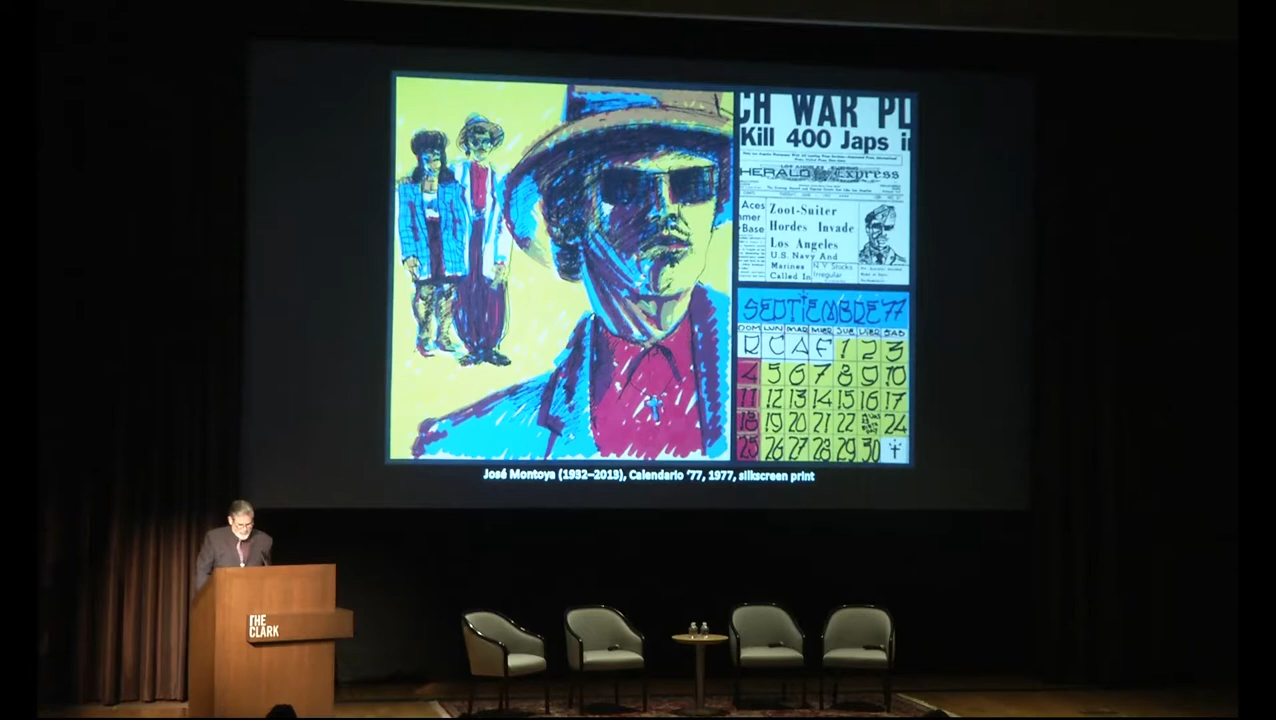 CH WAR PL
Kill 400 Japs i
HERALD Express
Aces
mmer
Base
Zoot-Suiter
Hordes Invade
Los Angeles
U.S. Navy And
Marines
Called In
N.Y. Stocks
Irregular
SEPTIEMBRE '77
DOM LUN MAR MIER JUE VIER SAB
R C A F 1 2 3
4 5 6 7 8 9 10
11 12 13 14 15 16 17
18 19 20 21 22 24
25 26 27 28 29 30
José Montoya (1932–2013), Calendario '77, 1977, silkscreen print
THE
CLARK